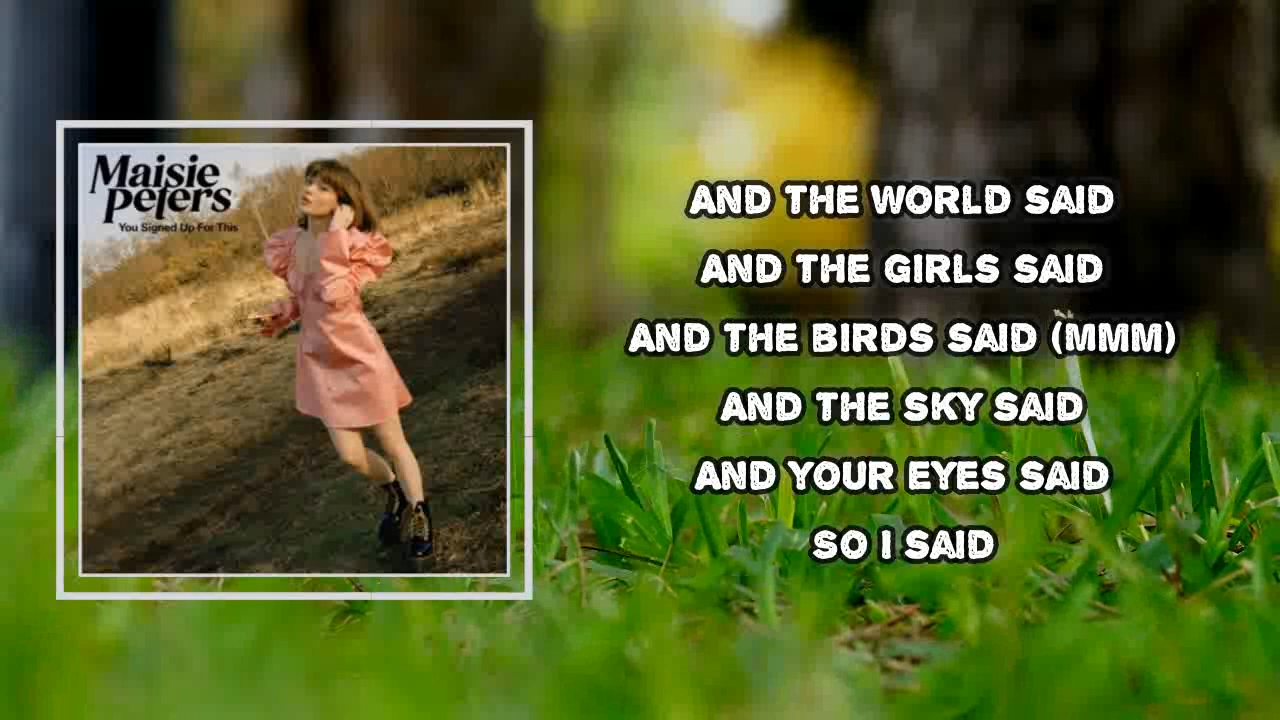 Maisie
Peters
You Signed Up For This
AND THE WORLD SAID
AND THE GIRLS SAID
AND THE BIRDS SAID (MMM)
AND THE SKY SAID
AND YOUR EYES SAID
SO I SAID